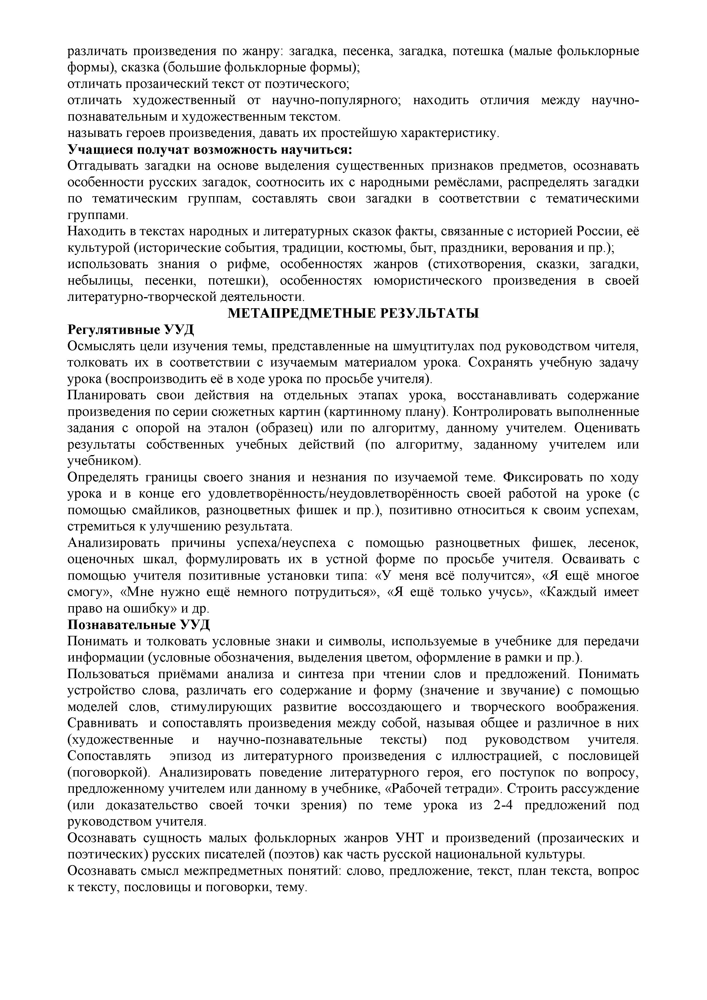 различать произведения по жанру: загадка, песенка, загадка, потешка (малые фольклорные
формы), сказка (большие фольклорные формы);
отличать прозаический текст от поэтического;
отличать художественный от научно-популярного; находить отличия между научно-
познавательным и художественным текстом.
называть героев произведения, давать их простейшую характеристику.
Учащиеся получат возможность научиться:
Отгадывать загадки на основе выделения существенных признаков предметов, осознавать
особенности русских загадок, соотносить их с народными ремёслами, распределять загадки
по тематическим группам, составлять свои загадки в соответствии с тематическими
группами.
Находить в текстах народных и литературных сказок факты, связанные с историей России, её
культурой (исторические события, традиции, костюмы, быт, праздники, верования и пр.);
использовать знания о рифме, особенностях жанров (стихотворения, сказки, загадки,
небылицы, песенки, потешки), особенностях юмористического произведения в своей
литературно-творческой деятельности.
МЕТАПРЕДМЕТНЫЕ РЕЗУЛЬТАТЫ
Регулятивные УУД
Осмыслять цели изучения темы, представленные на шмуцтитулах под руководством чителя,
толковать их в соответствии с изучаемым материалом урока. Сохранять учебную задачу
урока (воспроизводить её в ходе урока по просьбе учителя).
Планировать свои действия на отдельных этапах урока, восстанавливать содержание
произведения по серии сюжетных картин (картинному плану). Контролировать выполненные
задания с опорой на эталон (образец) или по алгоритму, данному учителем. Оценивать
результаты собственных учебных действий (по алгоритму, заданному учителем или
учебником).
Определять границы своего знания и незнания по изучаемой теме. Фиксировать по ходу
урока и в конце его удовлетворённость/неудовлетворённость своей работой на уроке (с
помощью смайликов, разноцветных фишек и пр.), позитивно относиться к своим успехам,
стремиться к улучшению результата.
Анализировать причины успеха/неуспеха с помощью разноцветных фишек, лесенок,
оценочных шкал, формулировать их в устной форме по просьбе учителя. Осваивать с
помощью учителя позитивные установки типа: «У меня всё получится», «Я ещё многое
смогу», «Мне нужно ещё немного потрудиться», «Я ещё только учусь», «Каждый имеет
право на ошибку» и др.
Познавательные УУД
Понимать и толковать условные знаки и символы, используемые в учебнике для передачи
информации (условные обозначения, выделения цветом, оформление в рамки и пр.).
Пользоваться приёмами анализа и синтеза при чтении слов и предложений. Понимать
устройство слова, различать его содержание и форму (значение и звучание) с помощью
моделей слов, стимулирующих развитие воссоздающего и творческого воображения.
Сравнивать и сопоставлять произведения между собой, называя общее и различное в них
(художественные и научно-познавательные тексты) под руководством учителя.
Сопоставлять эпизод из литературного произведения с иллюстрацией, с пословицей
(поговоркой). Анализировать поведение литературного героя, его поступок по вопросу,
предложенному учителем или данному в учебнике, «Рабочей тетради». Строить рассуждение
(или доказательство своей точки зрения) по теме урока из 2-4 предложений под
руководством учителя.
Осознавать сущность малых фольклорных жанров УНТ и произведений (прозаических и
поэтических) русских писателей (поэтов) как часть русской национальной культуры.
Осознавать смысл межпредметных понятий: слово, предложение, текст, план текста, вопрос
к тексту, пословицы и поговорки, тему.